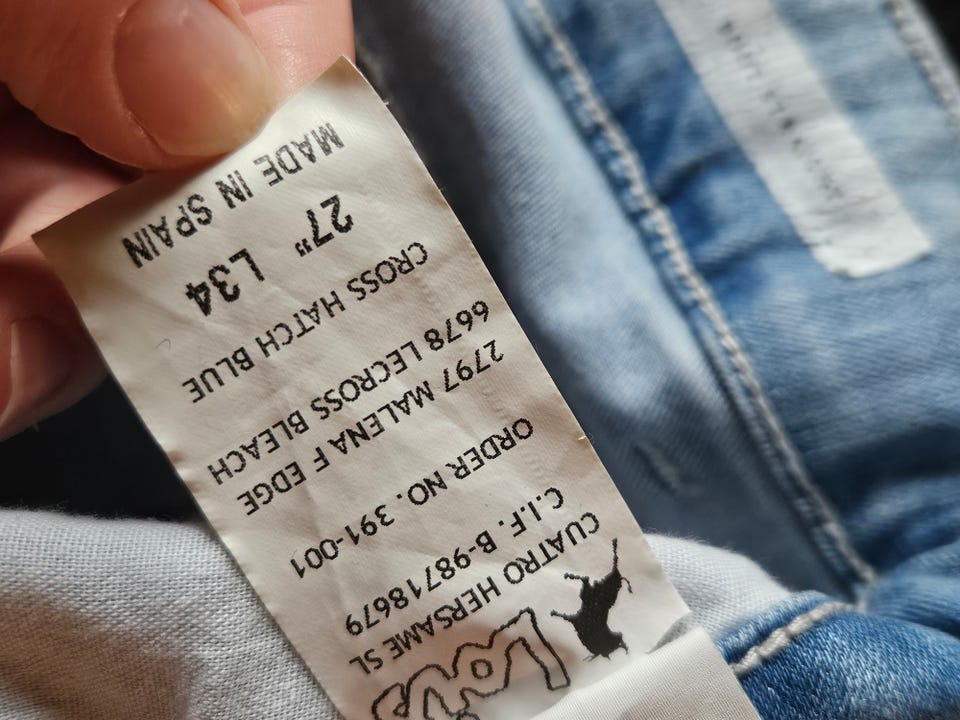 CUATRO HERSAME SL
C.I.F. B-98718679
ORDER NO. 391-001
2797 MALENA F EDGE
6678 LECROSS BLEACH
CROSS HATCH BLUE
27" L34
MADE IN SPAIN